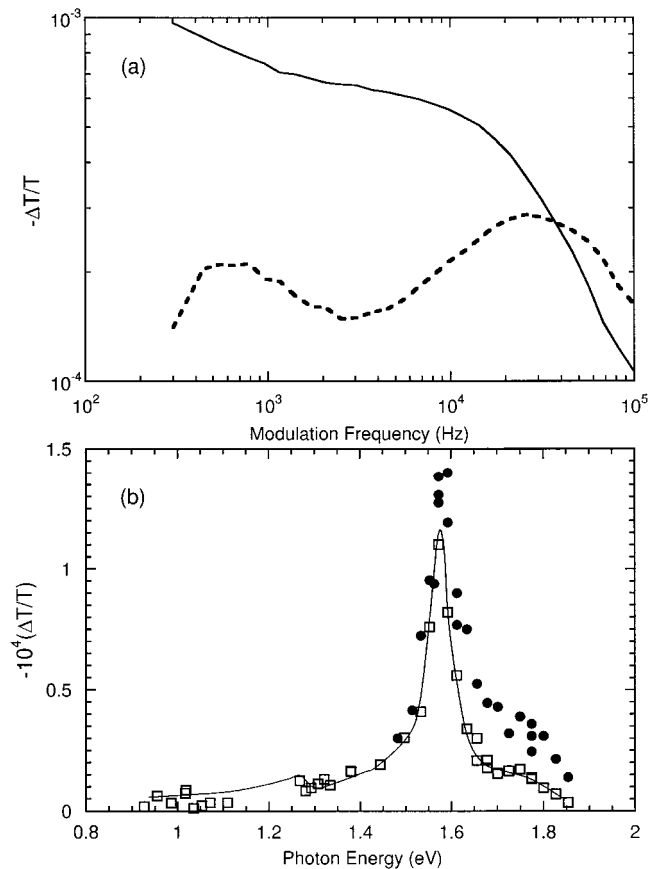 10-3
(a)
-ΔT/T
10-4
10² 10³ 10⁴ 10⁵
Modulation Frequency (Hz)
1.5
(b)
1
-10⁴(ΔT/T)
0.5
0
0.8 1 1.2 1.4 1.6 1.8 2
Photon Energy (eV)